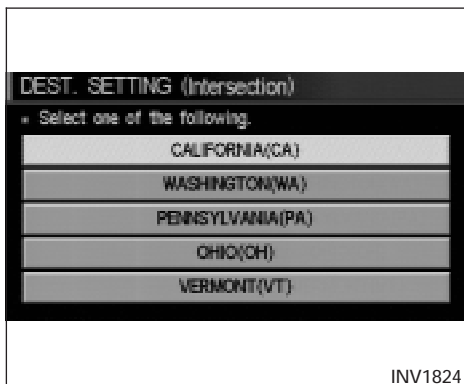 DEST. SETTING (Intersection)
Select one of the following.
CALIFORNIA(CA)
WASHINGTON(WA)
PENNSYLVANIA(PA)
OHIO(OH)
VERMONT(VT)
INV1824